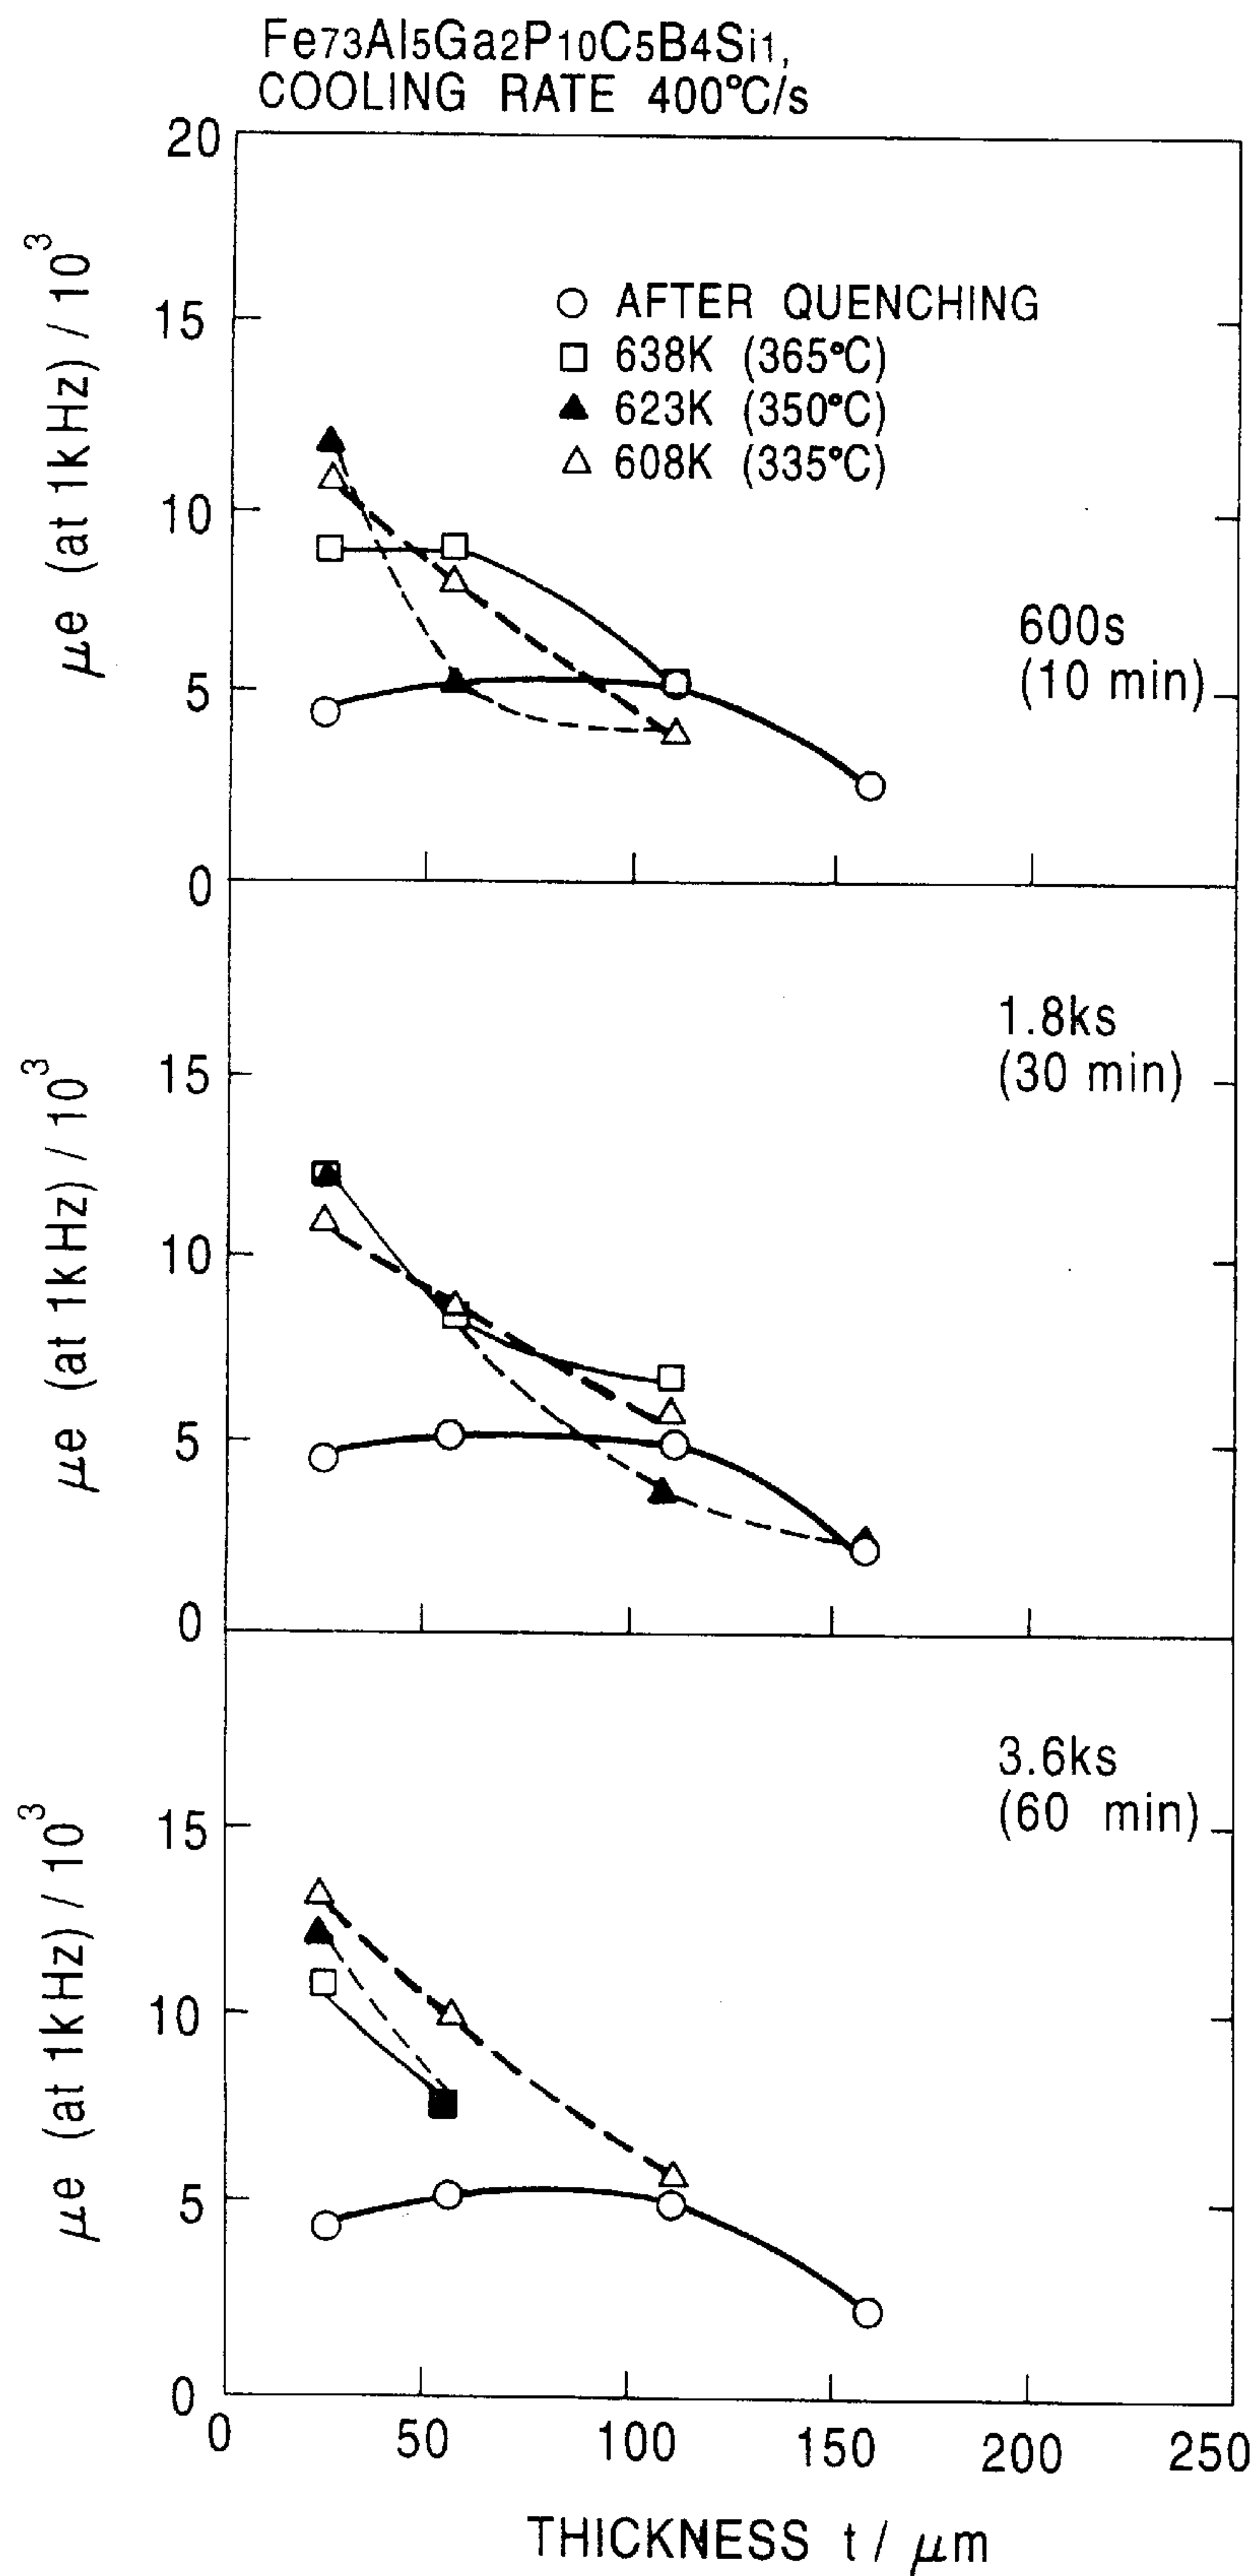 Fe73Al5Ga2P10C5B4Si1,
COOLING RATE 400°C/s
20
15
10
5
0
μe (at 1kHz) / 10³
○ AFTER QUENCHING
□ 638K (365°C)
▲ 623K (350°C)
△ 608K (335°C)
600s
(10 min)
15
10
5
0
μe (at 1kHz) / 10³
1.8ks
(30 min)
15
10
5
0
μe (at 1kHz) / 10³
3.6ks
(60 min)
0 50 100 150 200 250
THICKNESS t / μm